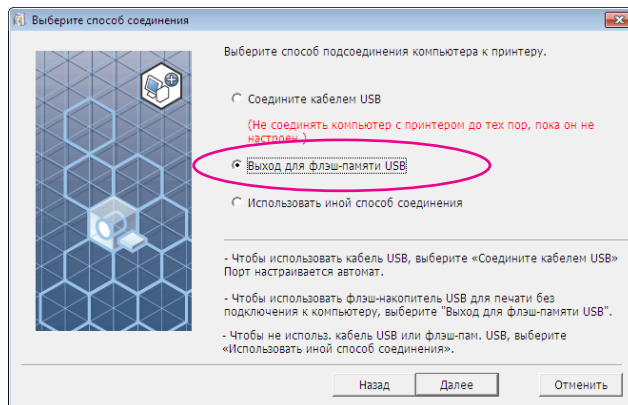 Выберите способ соединения
Выберите способ подсоединения компьютера к принтеру.
Соедините кабелем USB
(Не соединять компьютер с принтером до тех пор, пока он не
настроен.)
Выход для флэш-памяти USB
Использовать иной способ соединения
- Чтобы использовать кабель USB, выберите «Соедините кабелем USB»
Порт настраивается автомат.
- Чтобы использовать флэш-накопитель USB для печати без
подключения к компьютеру, выберите "Выход для флэш-памяти USB".
- Чтобы не использ. кабель USB или флэш-пам. USB, выберите
«Использовать иной способ соединения».
Назад
Далее
Отменить